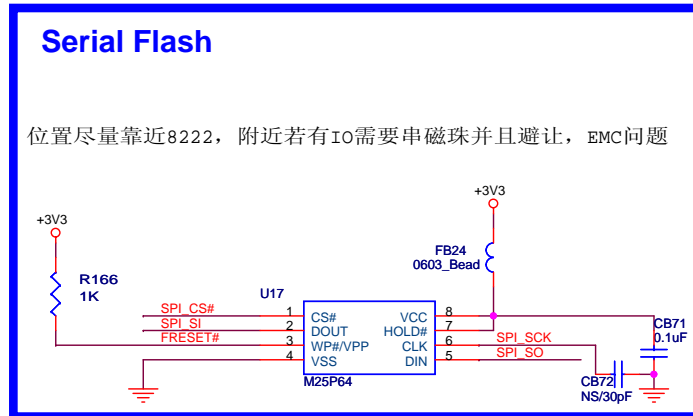 Serial Flash
位置尽量靠近8222，附近若有IO需要串磁珠并且避让，EMC问题
+3V3
+3V3
FB24
0603_Bead
R166
1K
U17
SPI_CS#
SPI_SI
FRESET#
1
2
3
4
CS#
DOUT
WP#/VPP
VSS
VCC
HOLD#
CLK
DIN
8
7
6
5
SPI_SCK
SPI_SO
M25P64
CB71
0.1uF
CB72
NS/30pF